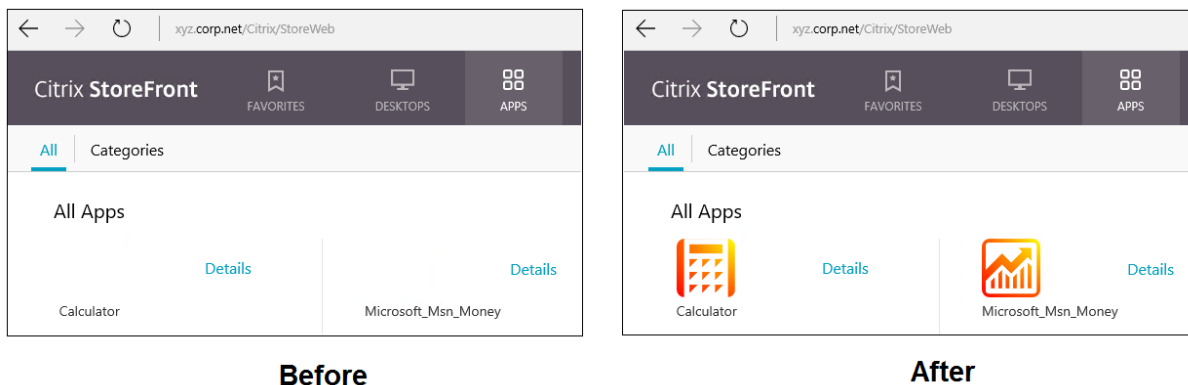 xyz.corp.net/Citrix/StoreWeb
Citrix StoreFront
FAVORITES
DESKTOPS
APPS
All
Categories
All Apps
Details
Details
Calculator
Microsoft_Msn_Money
Before
xyz.corp.net/Citrix/StoreWeb
Citrix StoreFront
FAVORITES
DESKTOPS
APPS
All
Categories
All Apps
Details
Details
Calculator
Microsoft_Msn_Money
After